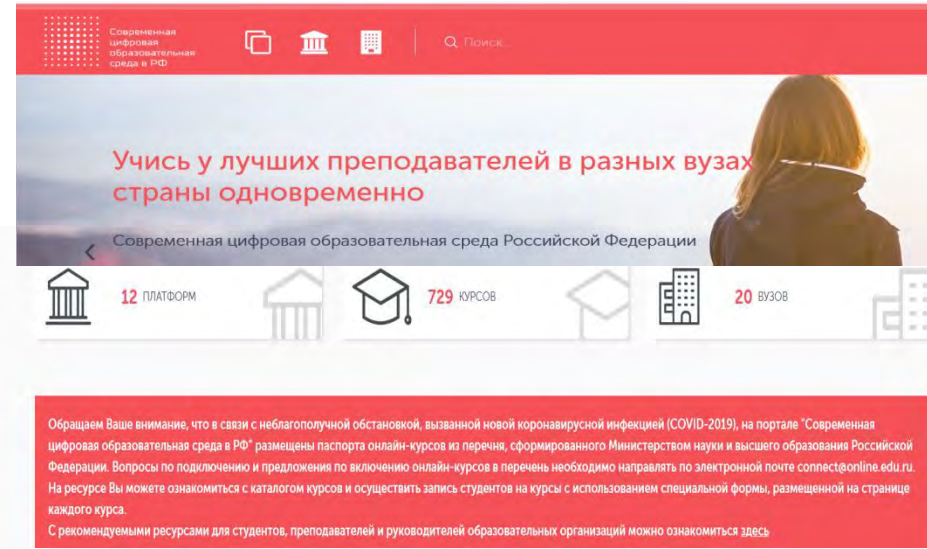 Современная
цифровая
образовательная
среда в РФ
Поиск...
Учись у лучших преподавателей в разных вузах
страны одновременно
Современная цифровая образовательная среда Российской Федерации
12 ПЛАТФОРМ
729 КУРСОВ
20 ВУЗОВ
Обращаем Ваше внимание, что в связи с неблагополучной обстановкой, вызванной новой коронавирусной инфекцией (COVID-2019), на портале "Современная
цифровая образовательная среда в РФ" размещены паспорта онлайн-курсов из перечня, сформированного Министерством науки и высшего образования Российской
Федерации. Вопросы по подключению и предложения по включению онлайн-курсов в перечень необходимо направлять по электронной почте connect@online.edu.ru.
На ресурсе Вы можете ознакомиться с каталогом курсов и осуществить запись студентов на курсы с использованием специальной формы, размещенной на странице
каждого курса.
С рекомендуемыми ресурсами для студентов, преподавателей и руководителей образовательных организаций можно ознакомиться здесь